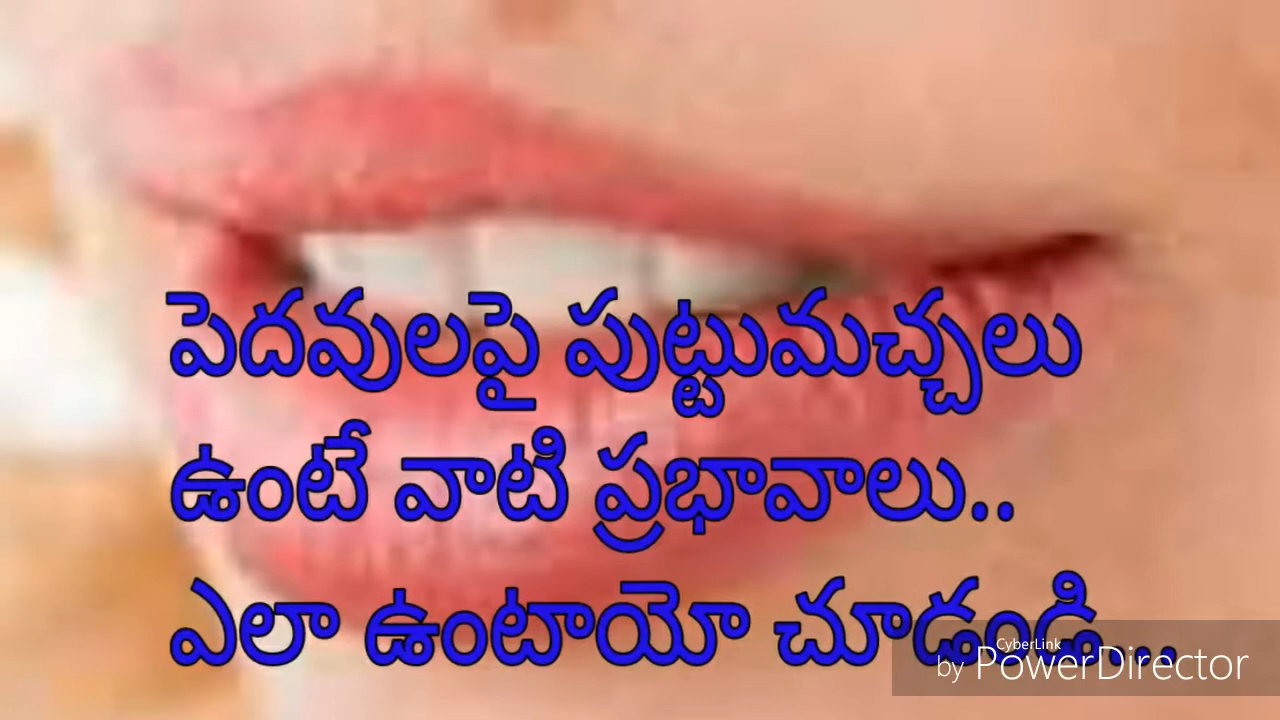 పెదవులపై పుట్టుమచ్చలు
ఉంటే వాటి ప్రభావాలు..
ఎలా ఉంటాయో చూడండి...
CyberLink
by PowerDirector